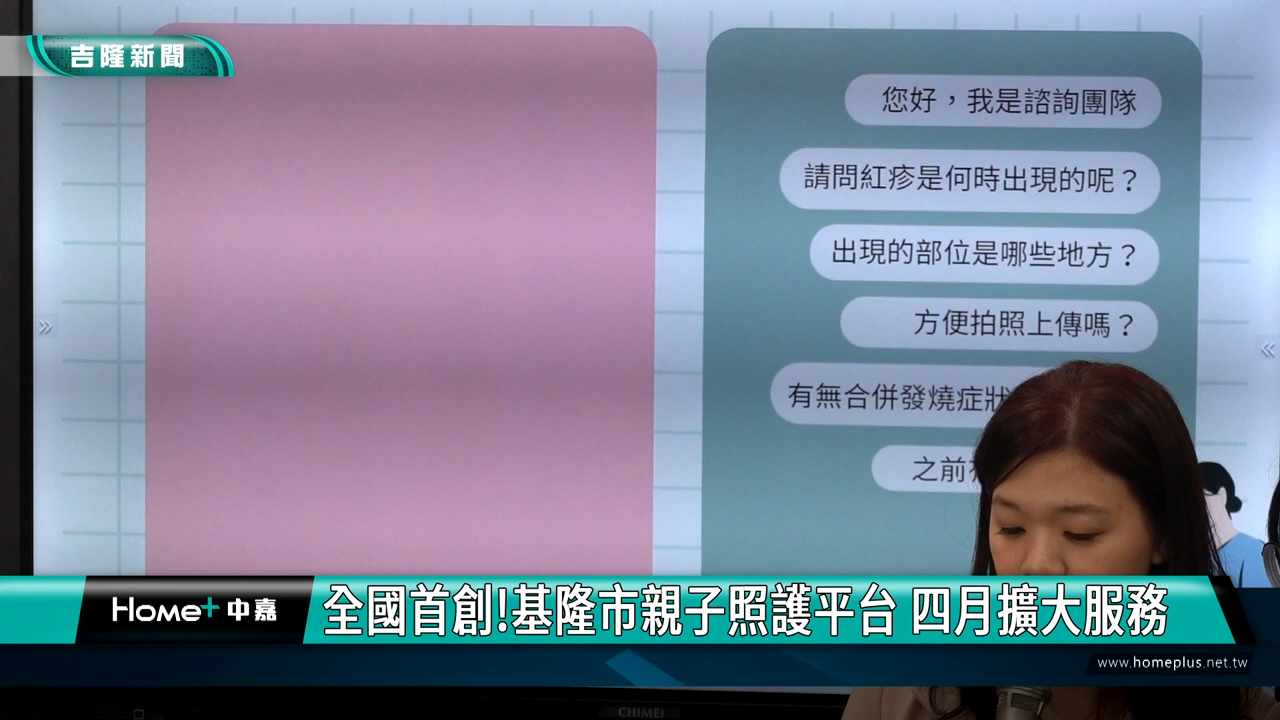 吉隆新聞
您好，我是諮詢團隊
請問紅疹是何時出現的呢？
出現的部位是哪些地方？
方便拍照上傳嗎？
有無合併發燒症狀
之前
Home+中嘉
全國首創!基隆市親子照護平台 四月擴大服務
www.homeplus.net.tw
CHIMEI